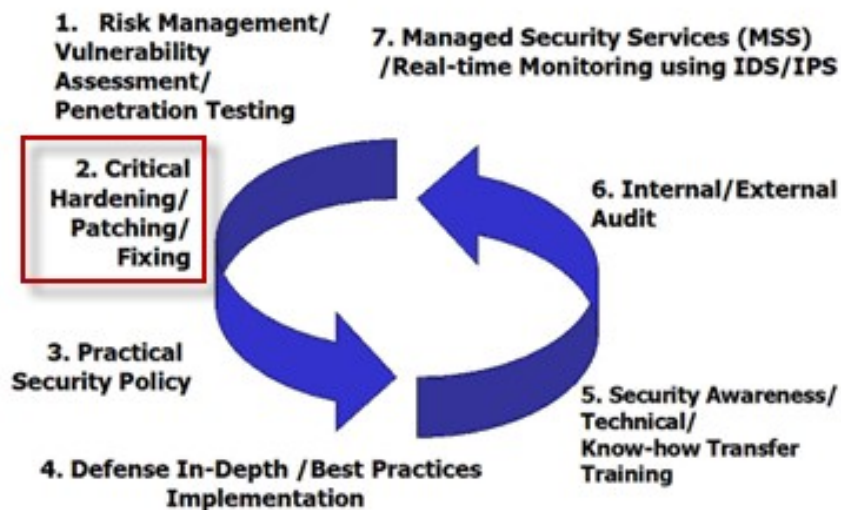 1. Risk Management/
Vulnerability
Assessment/
Penetration Testing
2. Critical
Hardening/
Patching/
Fixing
3. Practical
Security Policy
4. Defense In-Depth /Best Practices
Implementation
5. Security Awareness/
Technical/
Know-how Transfer
Training
6. Internal/External
Audit
7. Managed Security Services (MSS)
/Real-time Monitoring using IDS/IPS